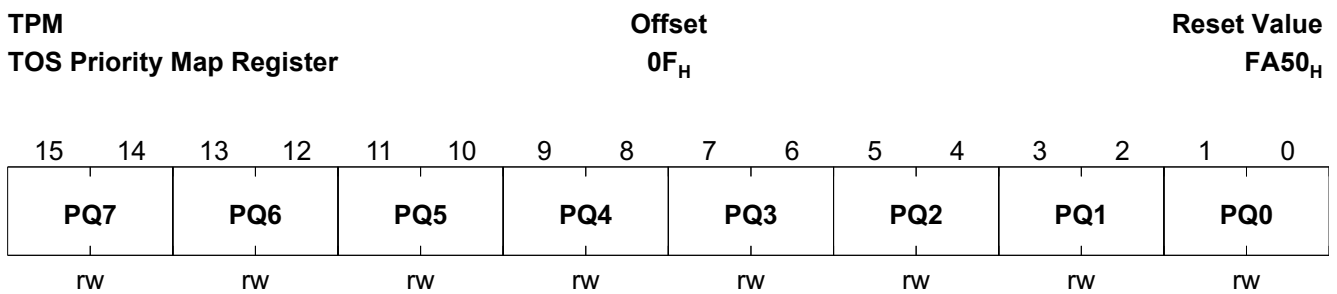 TPM Offset Reset Value
TOS Priority Map Register 0FH FA50H
15 14 13 12 11 10 9 8 7 6 5 4 3 2 1 0
PQ7 PQ6 PQ5 PQ4 PQ3 PQ2 PQ1 PQ0
rw rw rw rw rw rw rw rw